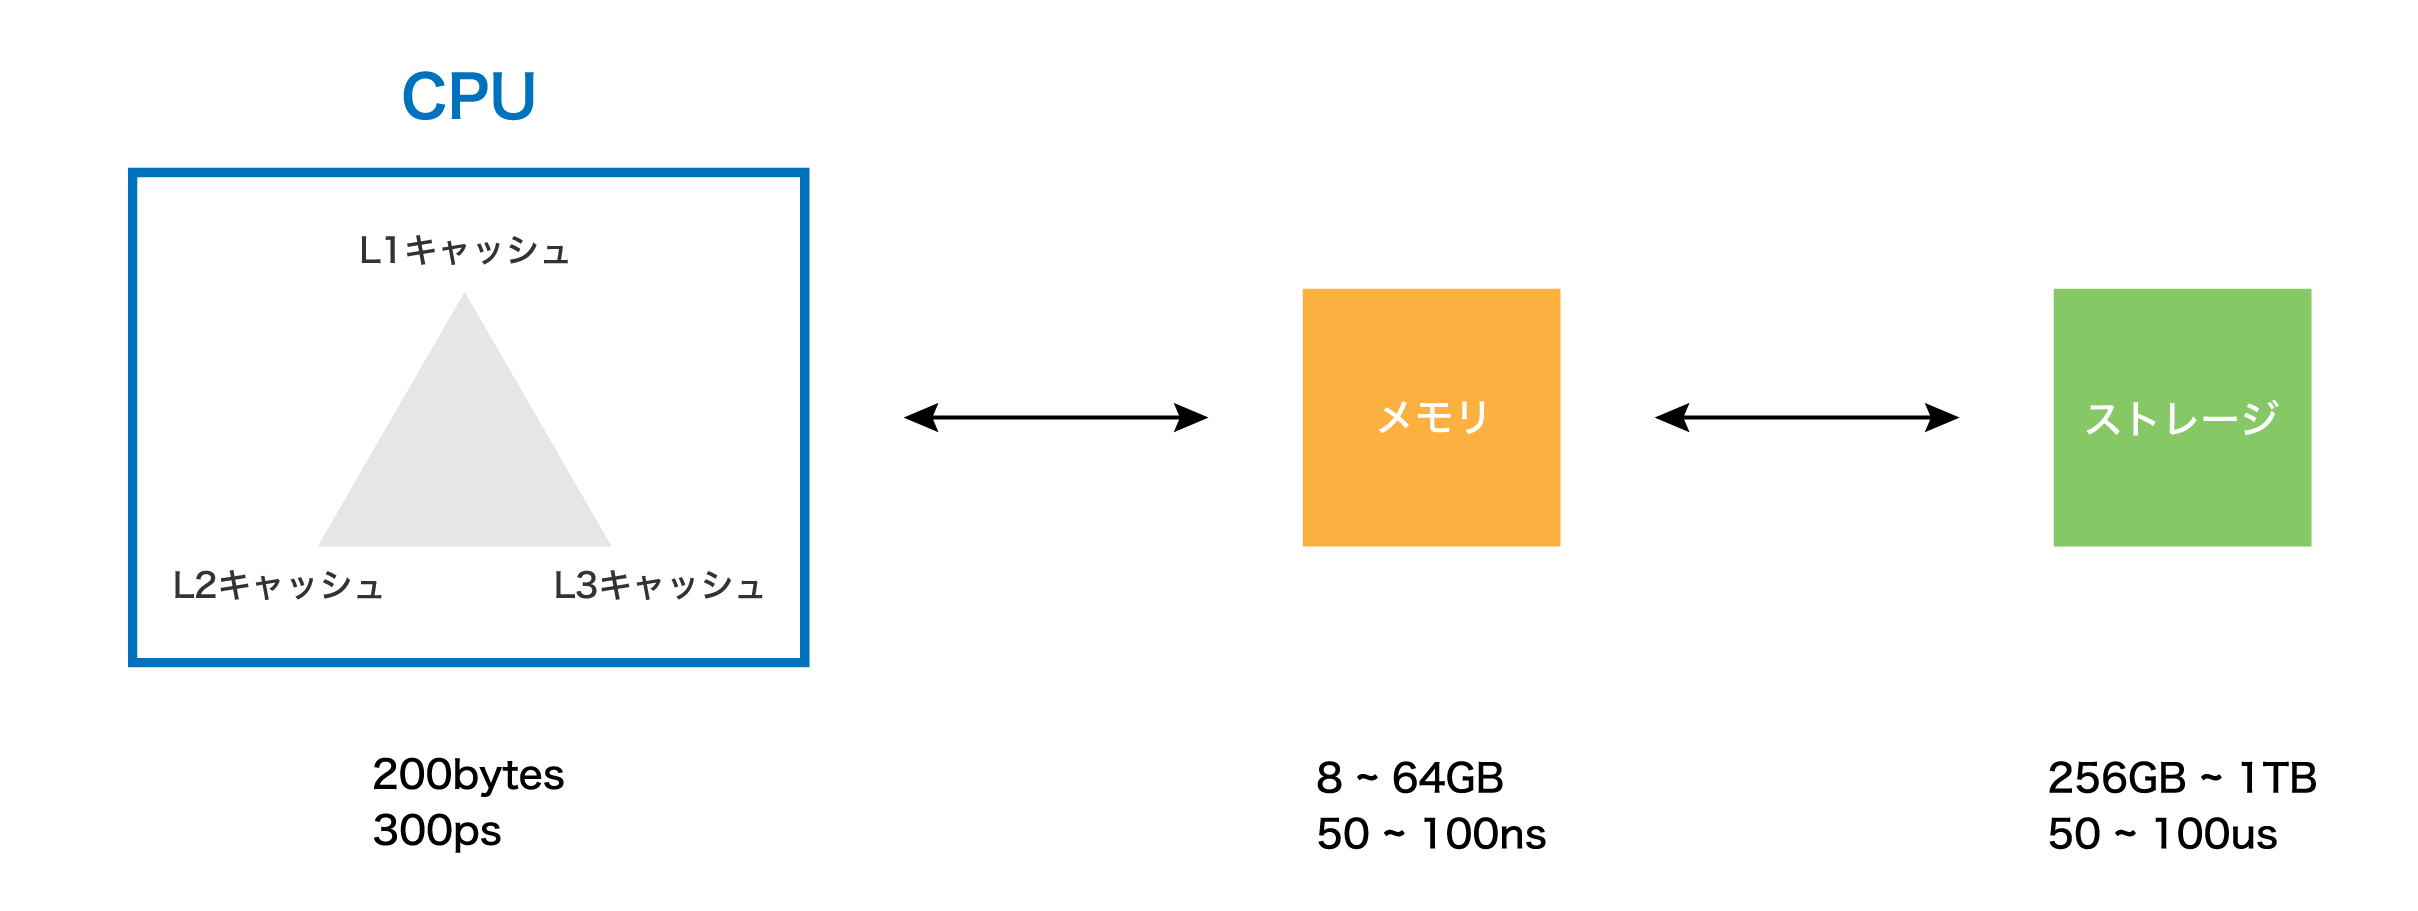 CPU
L1キャッシュ
L2キャッシュ
L3キャッシュ
メモリ
ストレージ
200bytes
300ps
8 ~ 64GB
50 ~ 100ns
256GB ~ 1TB
50 ~ 100us